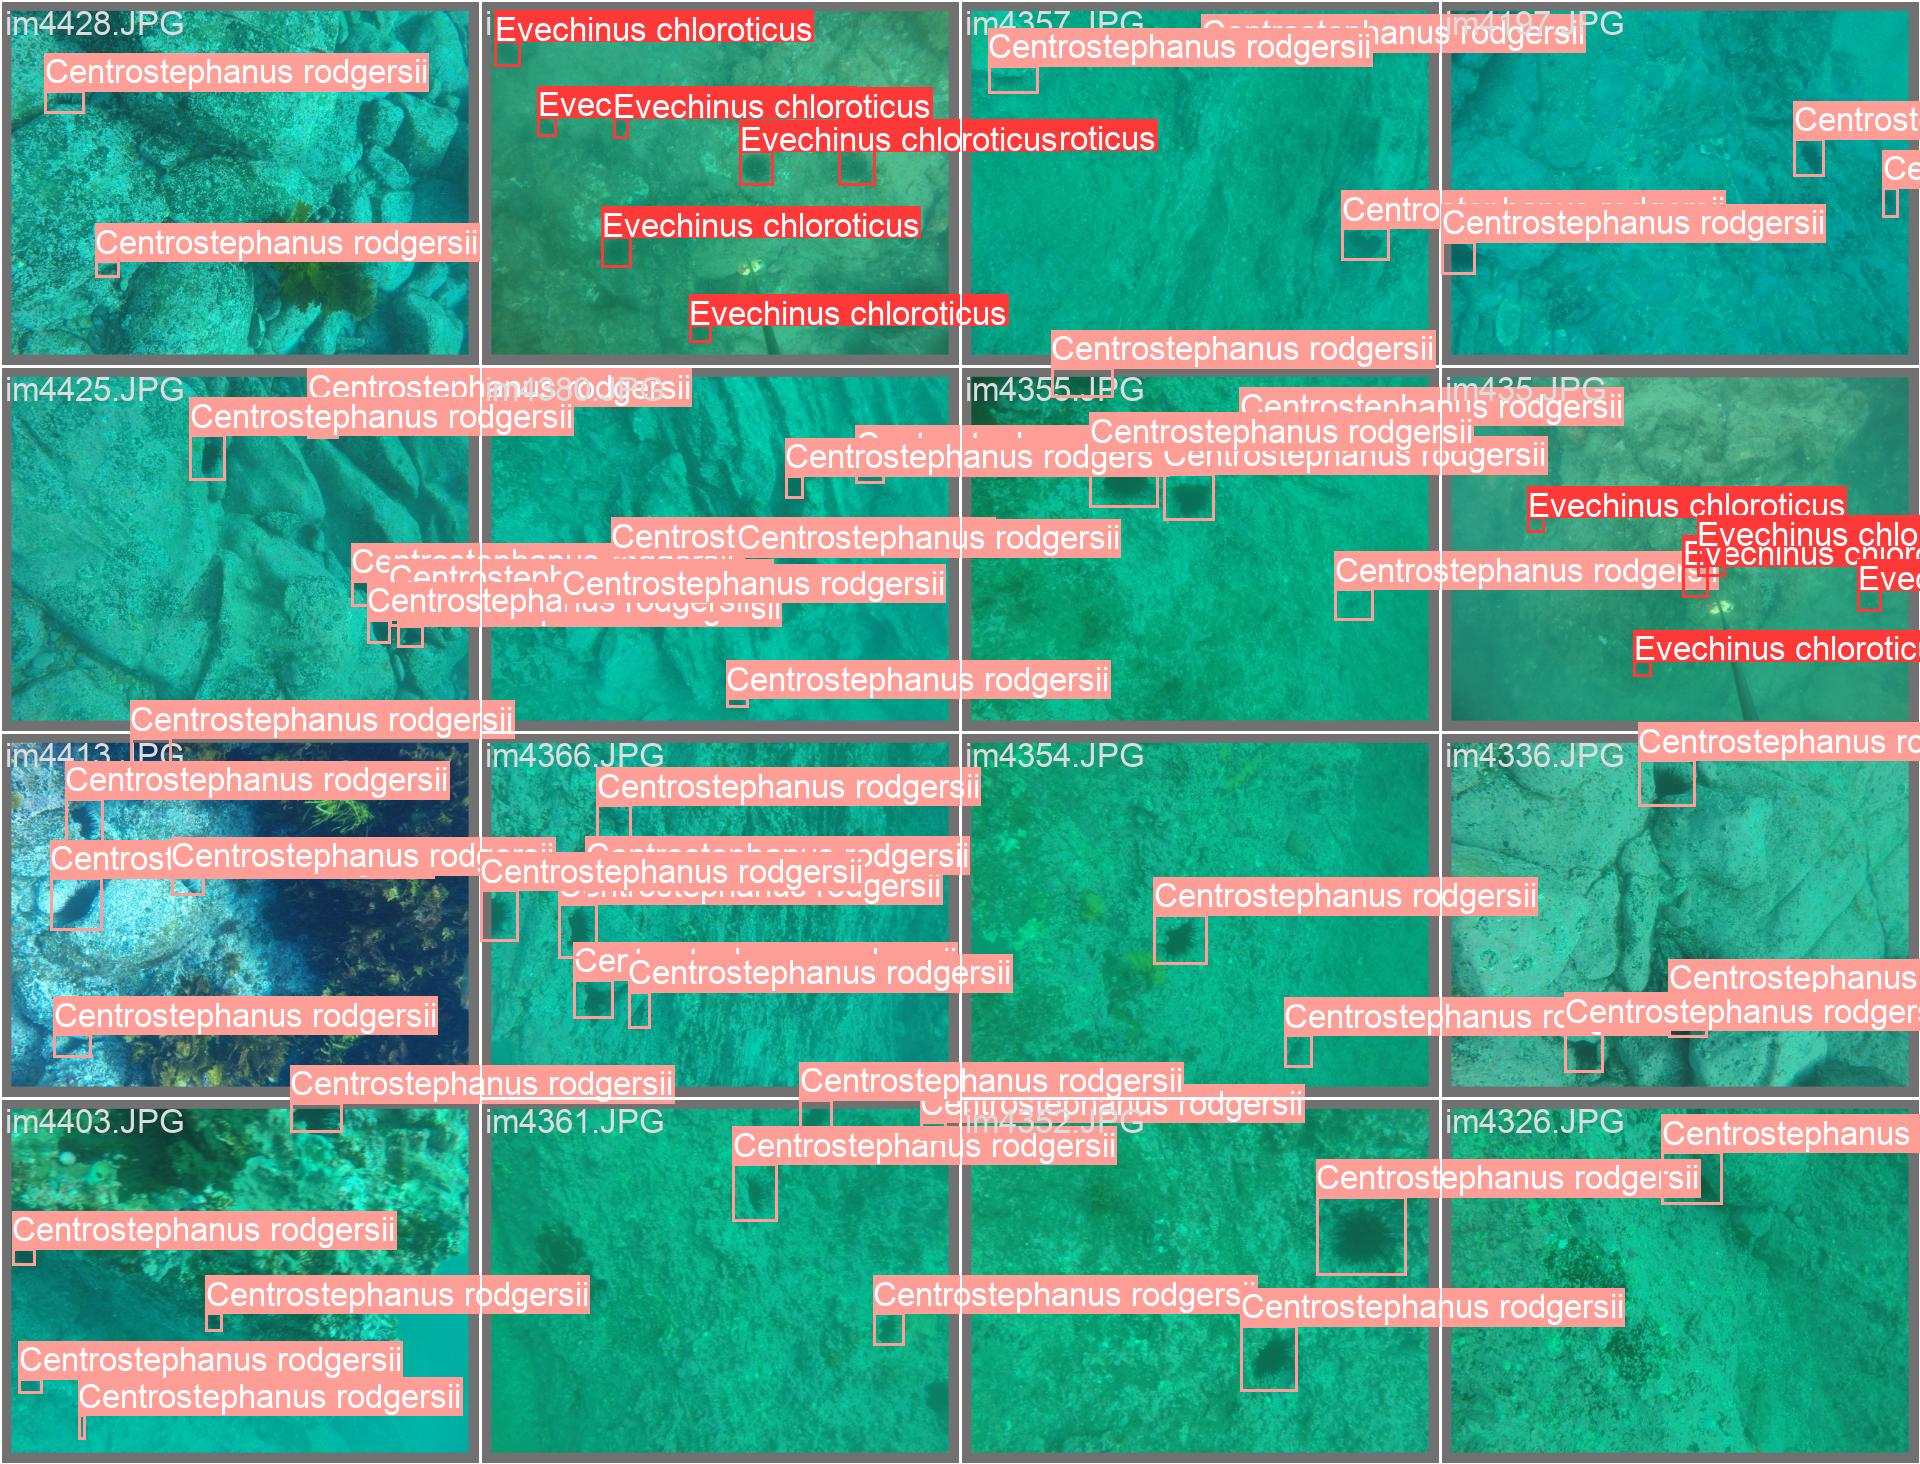 im4428.JPG
Centrostephanus rodgersii
Centrostephanus rodgersii
Evechinus chloroticus
Evec
Evechinus chloroticus
Evechinus chloroticus
roticus
Evechinus chloroticus
Evechinus chloroticus
im4357.JPG
Centrostephanus rodgersii
Centrostephanus rodgersii
Centro
im4197.JPG
Centrost
Ce
Centrostephanus rodgersii
im4425.JPG
Centrostephanus rodgersii
Centrostephanus rodgersii
Centrostephanus rodgersii
Centrosteph
Centrostepha
im4380.JPG
Centrostephanus rodgers
Centrost
Centrostephanus rodgersii
Centrostephanus rodgersii
Centrostephanus rodgersii
im4355.JPG
Centrostephanus rodgersii
Centrostephanus rodgersii
Centrostephanus rodgersii
Centrostephanus rodgersii
Centrostephanus rodgers
im435.JPG
Evechinus chloroticus
Evechinus chlo
Evechinus chloro
Evec
Evechinus chlorotic
im4413.JPG
Centrostephanus rodgersii
Centrostephanus rodgersii
Centrost
Centrostephanus rodgersii
Centrostephanus rodgersii
im4366.JPG
Centrostephanus rodgersii
Centrostephanus rodgersii
Centrostephanus rodgersii
Centrostephanus rodgersii
Centrostephanus rodgersii
im4354.JPG
Centrostephanus rodgersii
Centrostephanus ro
im4336.JPG
Centrostephanus ro
Centrostephanus
Centrostephanus rodgers
im4403.JPG
Centrostephanus rodgersii
Centrostephanus rodgersii
Centrostephanus rodgersii
Centrostephanus rodgersii
Centrostephanus rodgersii
im4361.JPG
Centrostephanus rodgersii
Centrostephanus rodgersii
Centrostephanus rodgersii
Centrostephanus rodgers
im4352.JPG
Centrostephanus rodgersii
Centrostephanus rodgersii
im4326.JPG
Centrostephanus